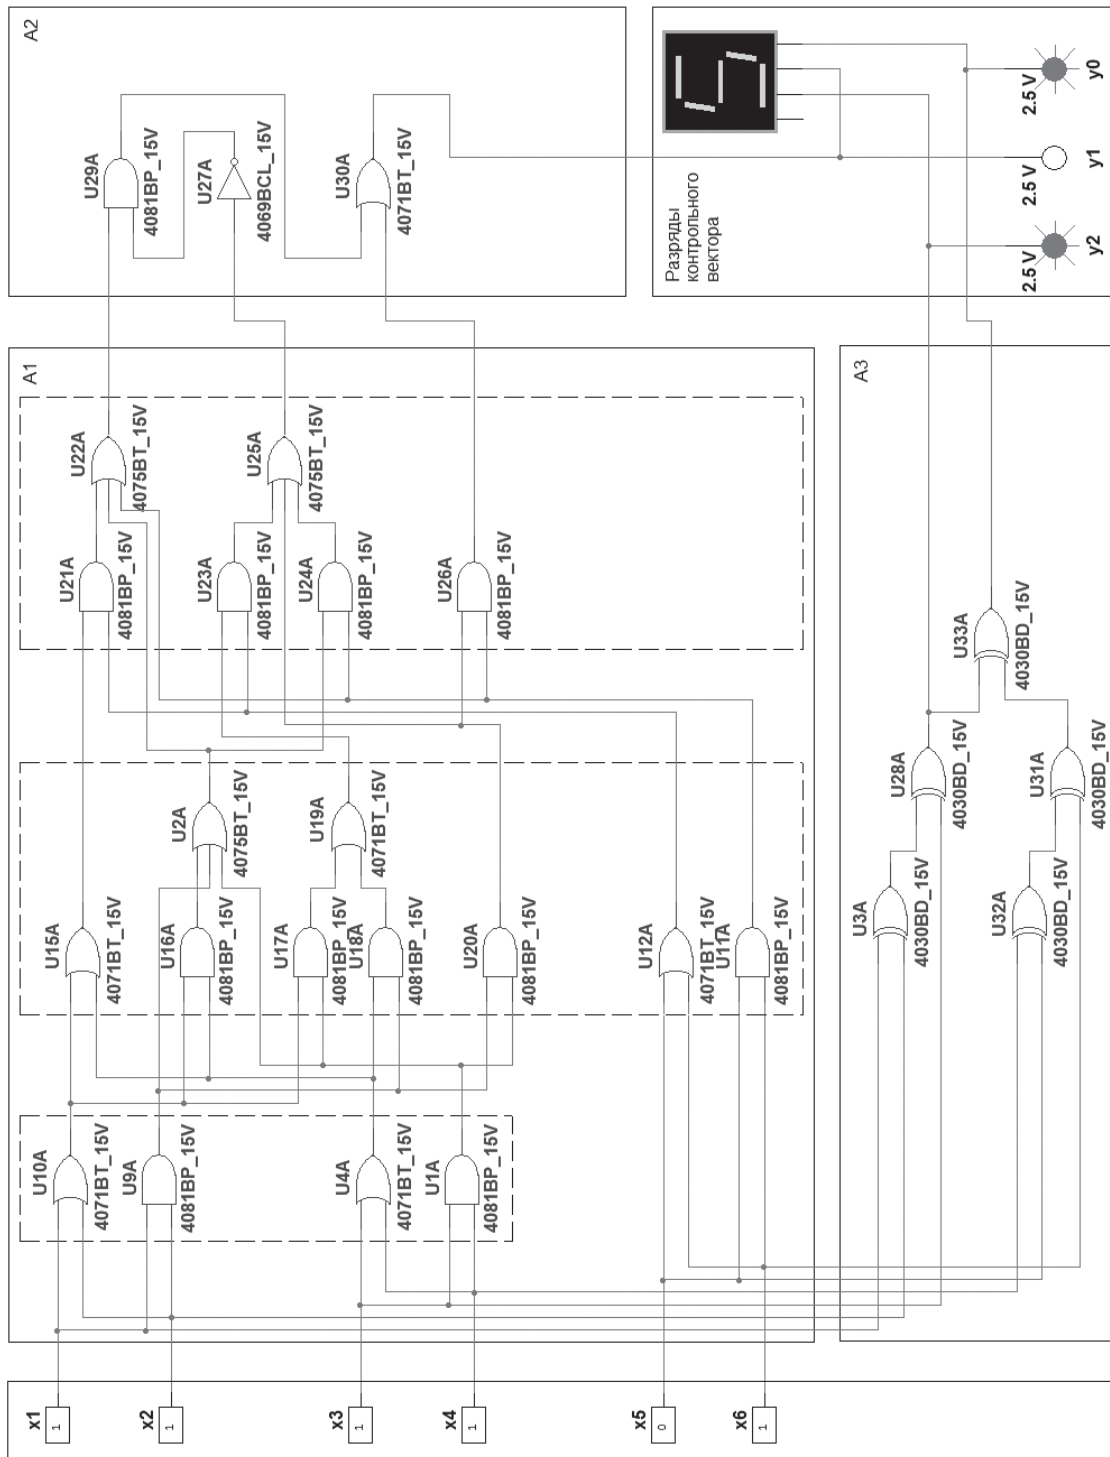 A2
U29A
4081BP_15V
U27A
4069BCL_15V
U30A
4071BT_15V
Разряды
контрольного
вектора
2.5 V
y0
2.5 V
y1
2.5 V
y2
A1
U22A
4075BT_15V
U25A
4075BT_15V
U21A
4081BP_15V
U23A
4081BP_15V
U24A
4081BP_15V
U26A
4081BP_15V
U2A
4075BT_15V
U19A
4071BT_15V
U15A
4071BT_15V
U16A
4081BP_15V
U17A
4081BP_15V
U18A
4081BP_15V
U20A
4081BP_15V
U12A
4071BT_15V
U11A
4081BP_15V
U10A
4071BT_15V
U9A
4081BP_15V
U4A
4071BT_15V
U1A
4081BP_15V
A3
U33A
4030BD_15V
U28A
4030BD_15V
U31A
4030BD_15V
U3A
4030BD_15V
U32A
4030BD_15V
x1
1
x2
1
x3
1
x4
1
x5
0
x6
1